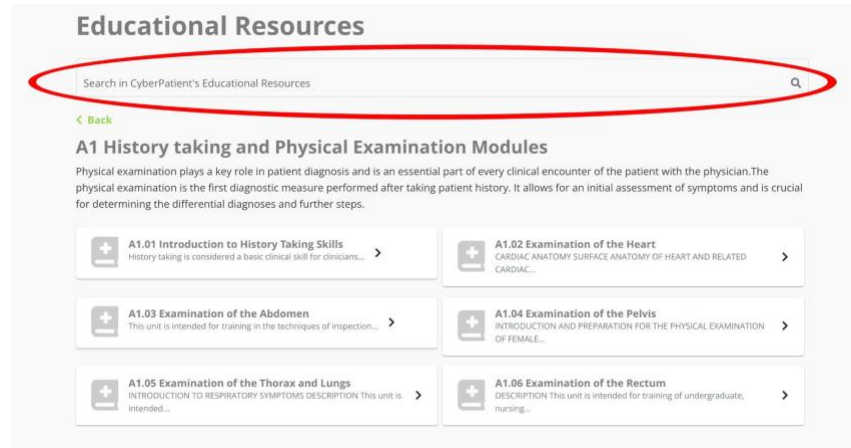 Educational Resources
Search in CyberPatient's Educational Resources
< Back
A1 History taking and Physical Examination Modules
Physical examination plays a key role in patient diagnosis and is an essential part of every clinical encounter of the patient with the physician.The
physical examination is the first diagnostic measure performed after taking patient history. It allows for an initial assessment of symptoms and is crucial
for determining the differential diagnoses and further steps.
A1.01 Introduction to History Taking Skills
History taking is considered a basic clinical skill for clinicians...
A1.02 Examination of the Heart
CARDIAC ANATOMY SURFACE ANATOMY OF HEART AND RELATED
CARDIAC...
A1.03 Examination of the Abdomen
This unit is intended for training in the techniques of inspection...
A1.04 Examination of the Pelvis
INTRODUCTION AND PREPARATION FOR THE PHYSICAL EXAMINATION
OF FEMALE...
A1.05 Examination of the Thorax and Lungs
INTRODUCTION TO RESPIRATORY SYMPTOMS DESCRIPTION This unit is
intended...
A1.06 Examination of the Rectum
DESCRIPTION This unit is intended for training of undergraduate,
nursing...